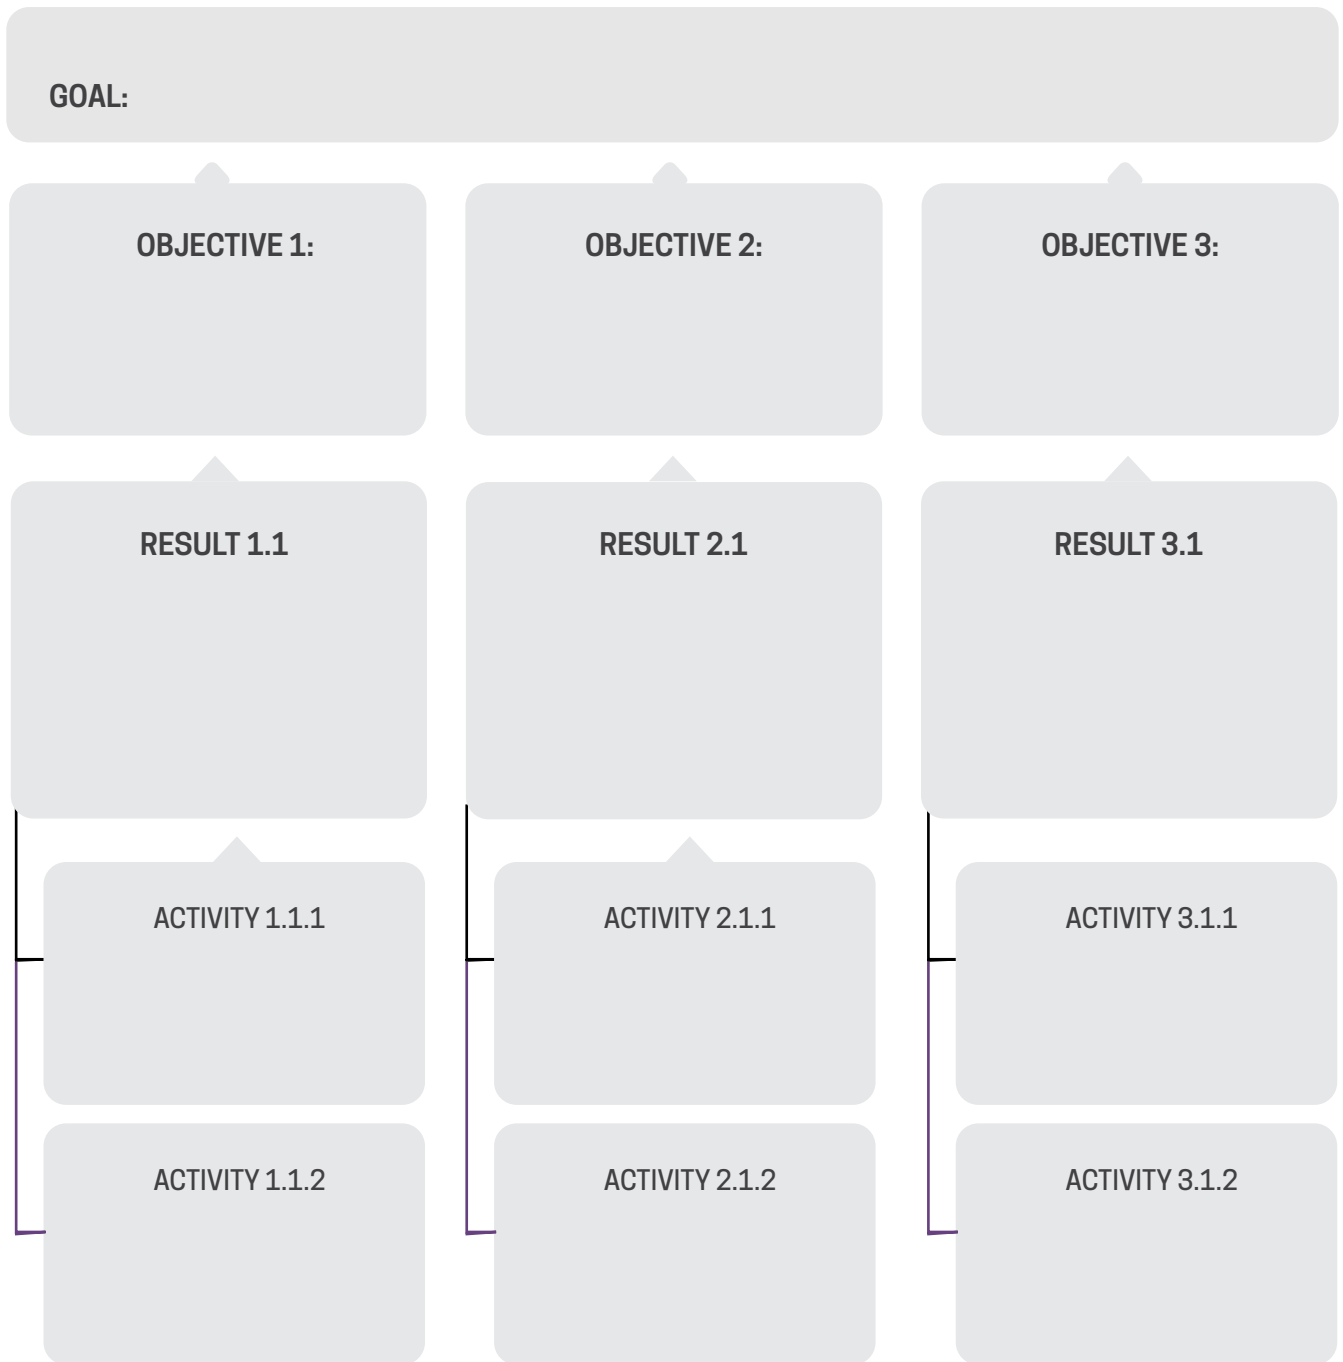 GOAL:
OBJECTIVE 1:
OBJECTIVE 2:
OBJECTIVE 3:
RESULT 1.1
RESULT 2.1
RESULT 3.1
ACTIVITY 1.1.1
ACTIVITY 2.1.1
ACTIVITY 3.1.1
ACTIVITY 1.1.2
ACTIVITY 2.1.2
ACTIVITY 3.1.2